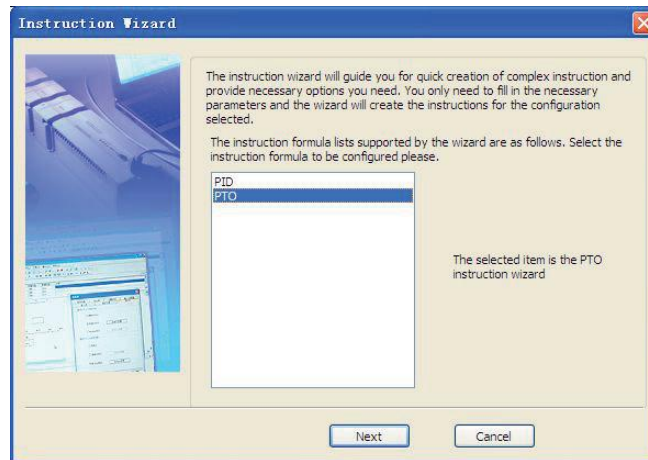 Instruction Wizard
The instruction wizard will guide you for quick creation of complex instruction and
provide necessary options you need. You only need to fill in the necessary
parameters and the wizard will create the instructions for the configuration
selected.
The instruction formula lists supported by the wizard are as follows. Select the
instruction formula to be configured please.
PID
PTO
The selected item is the PTO
instruction wizard
Next
Cancel